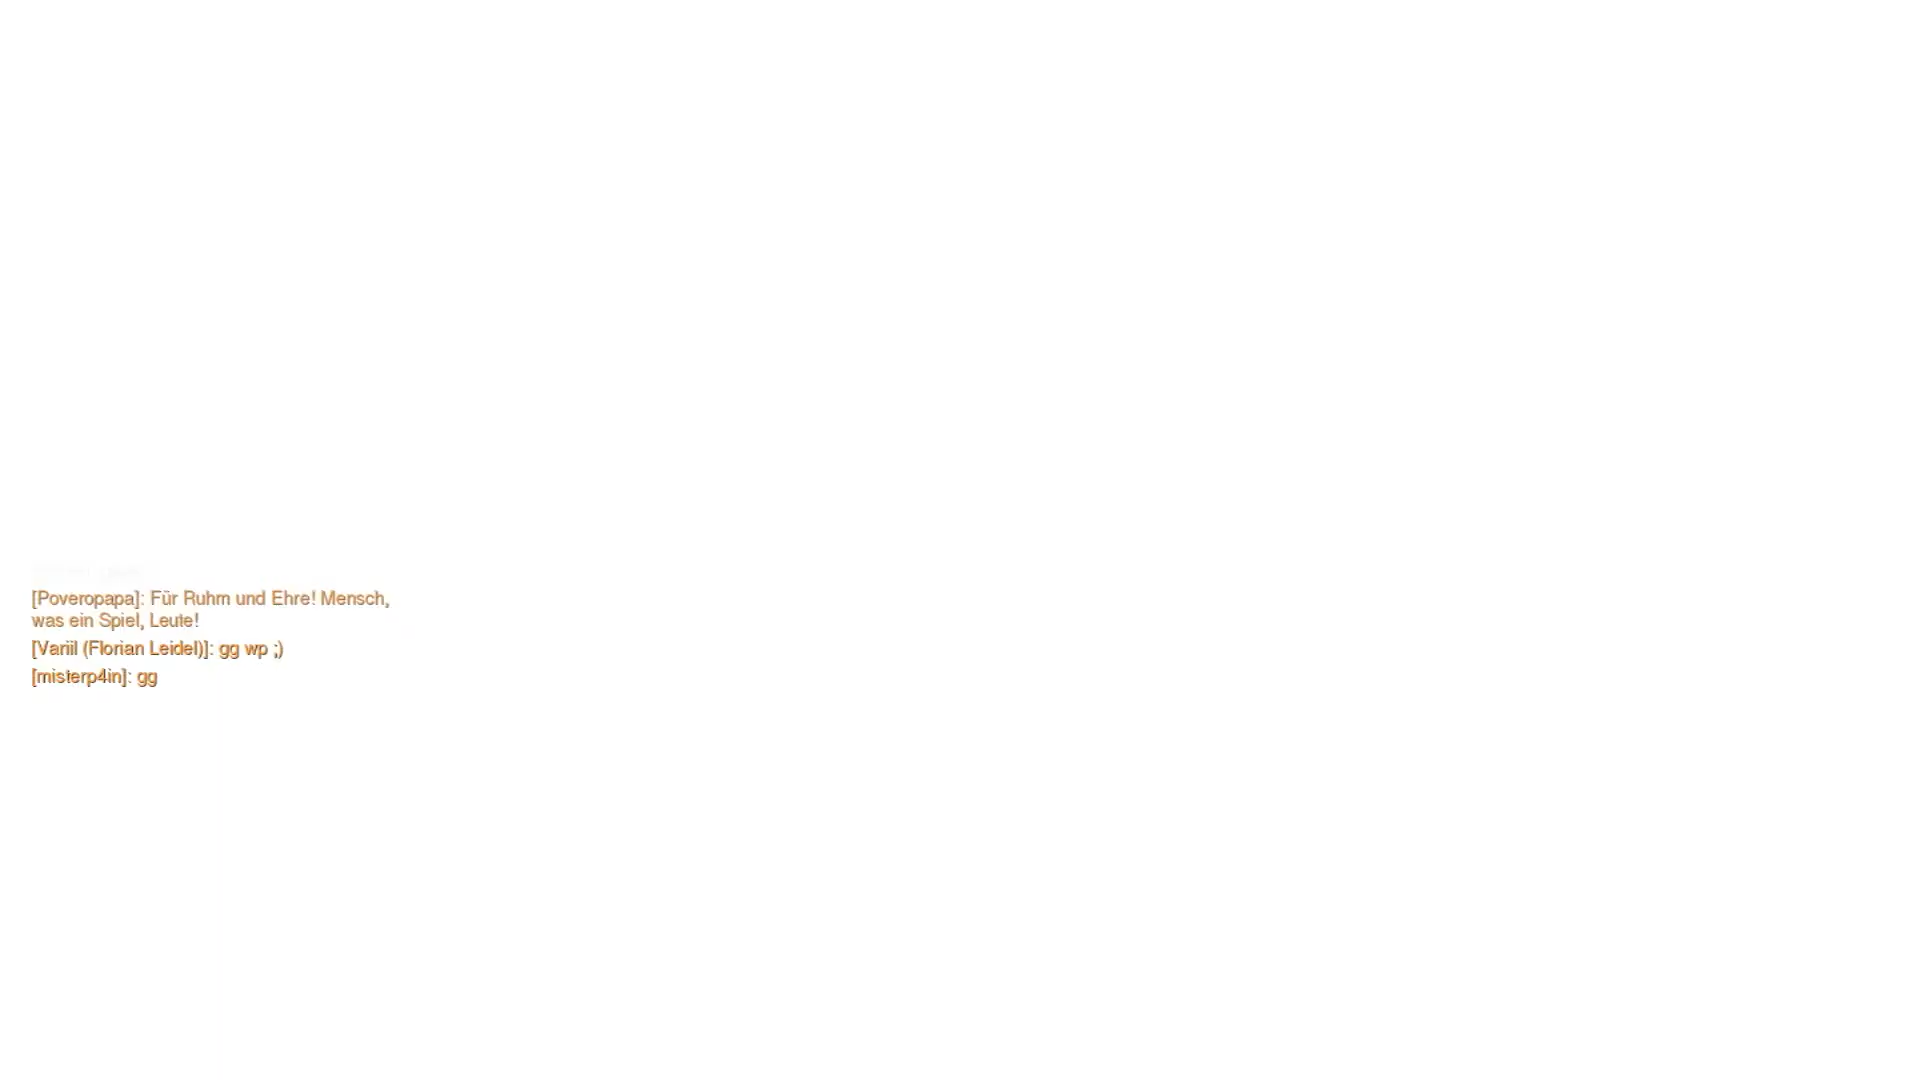 [Poveropapa]: Für Ruhm und Ehre! Mensch,
was ein Spiel, Leute!
[Variil (Florian Leidel)]: gg wp ;)
[misterp4in]: gg